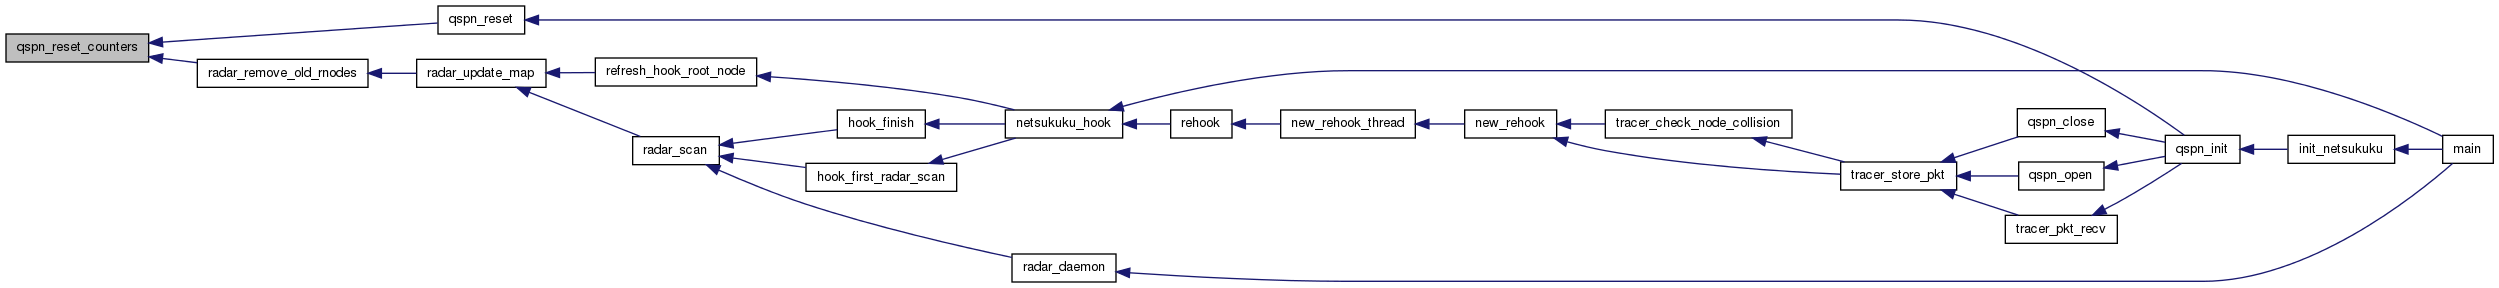 qspn_reset_counters
qspn_reset
radar_remove_old_rnodes
radar_update_map
refresh_hook_root_node
radar_scan
hook_finish
hook_first_radar_scan
netsukuku_hook
radar_daemon
rehook
new_rehook_thread
new_rehook
tracer_check_node_collision
tracer_store_pkt
qspn_close
qspn_open
tracer_pkt_recv
qspn_init
init_netsukuku
main